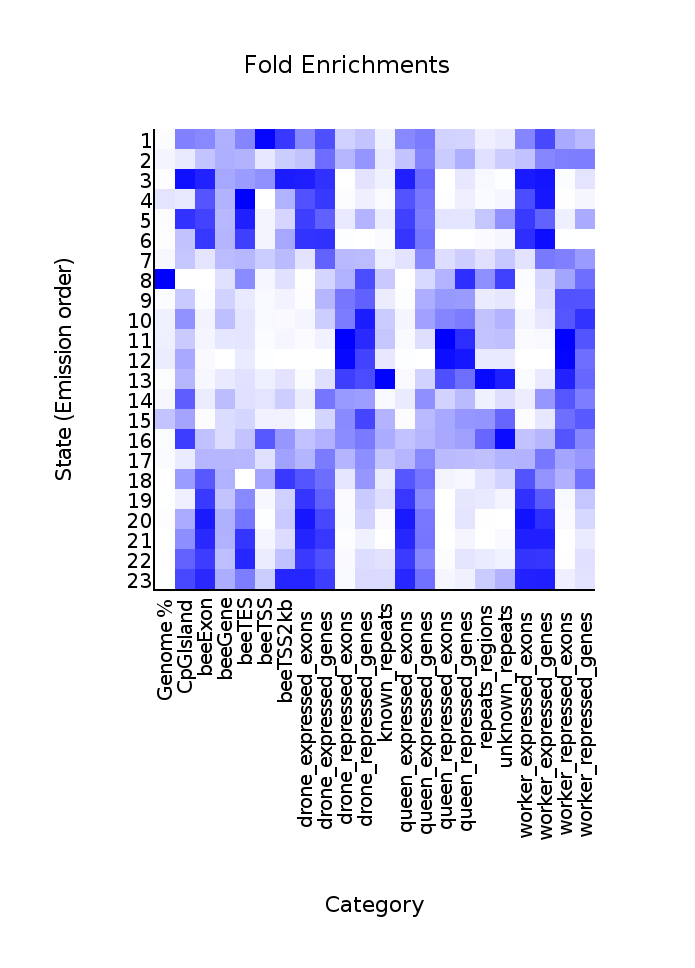 Fold Enrichments
State (Emission order)
1
2
3
4
5
6
7
8
9
10
11
12
13
14
15
16
17
18
19
20
21
22
23
Genome %
CpGIsland
beeExon
beeGene
beeTES
beeTSS
beeTSS2kb
drone_expressed_exons
drone_expressed_genes
drone_repressed_exons
drone_repressed_genes
known_repeats
queen_expressed_exons
queen_expressed_genes
queen_repressed_exons
queen_repressed_genes
repeats_regions
unknown_repeats
worker_expressed_exons
worker_expressed_genes
worker_repressed_exons
worker_repressed_genes
Category